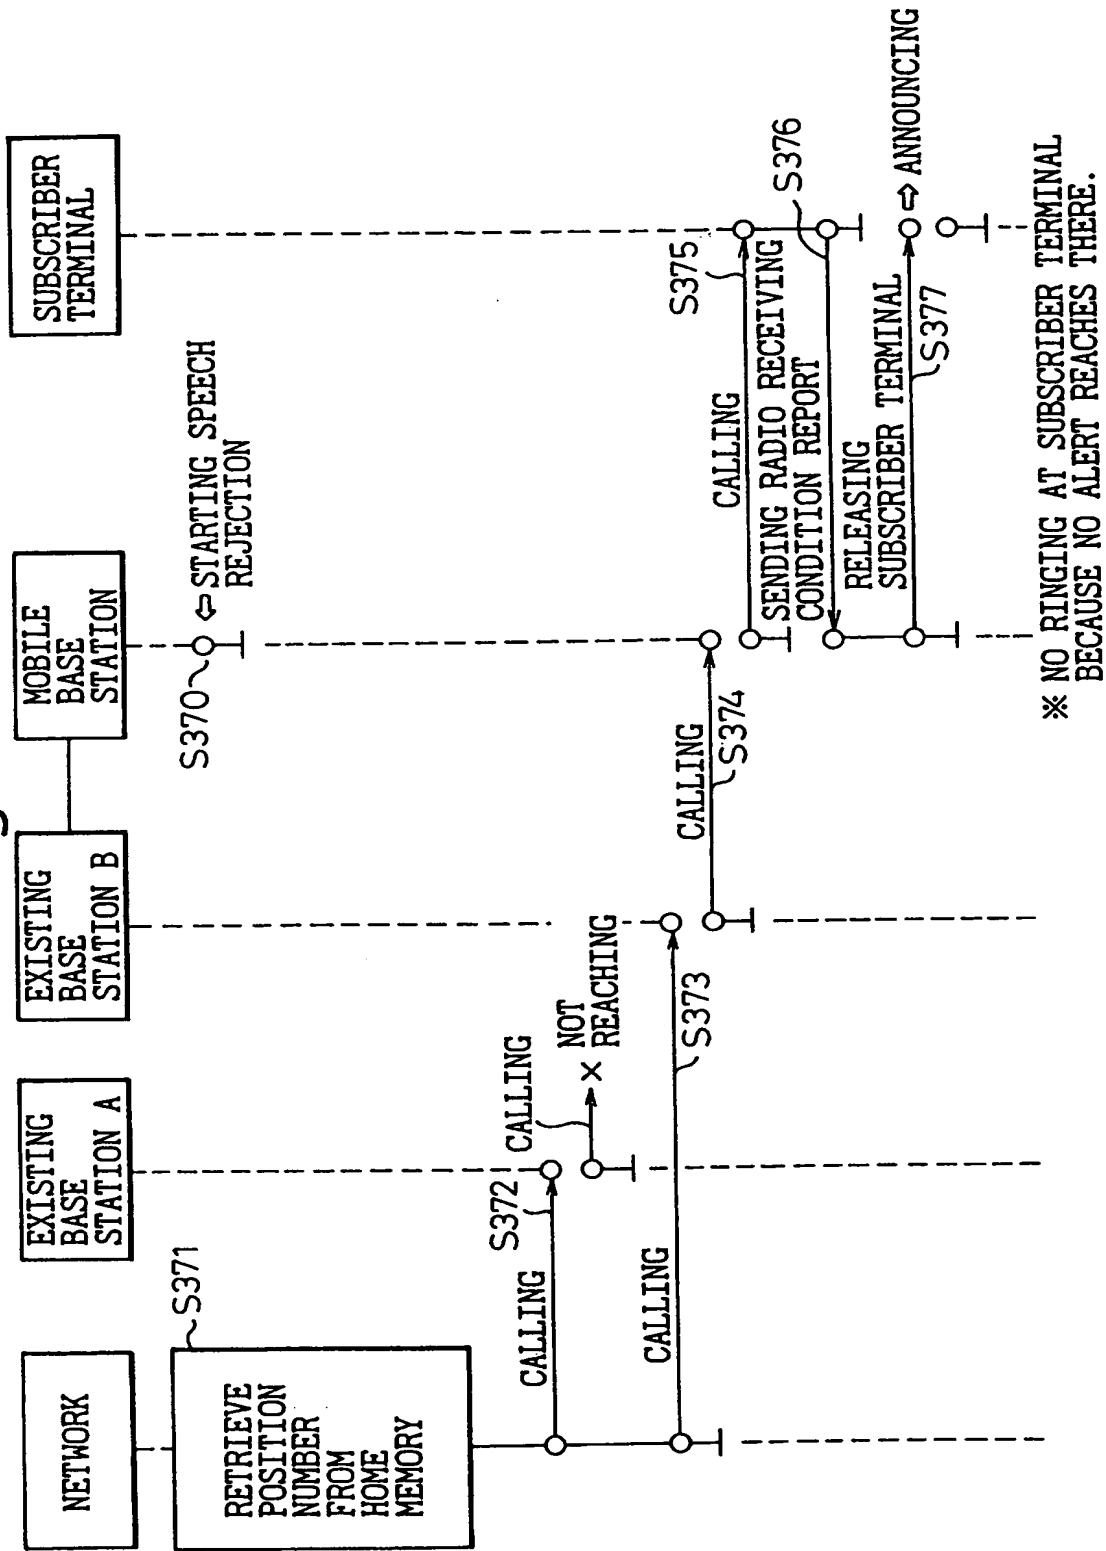 NETWORK
EXISTING
BASE
STATION A
EXISTING
BASE
STATION B
MOBILE
BASE
STATION
SUBSCRIBER
TERMINAL
S370
⇦ STARTING SPEECH
REJECTION
S371
RETRIEVE
POSITION
NUMBER
FROM
HOME
MEMORY
CALLING
S372
CALLING
× NOT
REACHING
CALLING
S373
CALLING
S374
CALLING
S375
SENDING RADIO RECEIVING
CONDITION REPORT
S376
RELEASING
SUBSCRIBER TERMINAL
S377
⇨ ANNOUNCING
※ NO RINGING AT SUBSCRIBER TERMINAL
BECAUSE NO ALERT REACHES THERE.